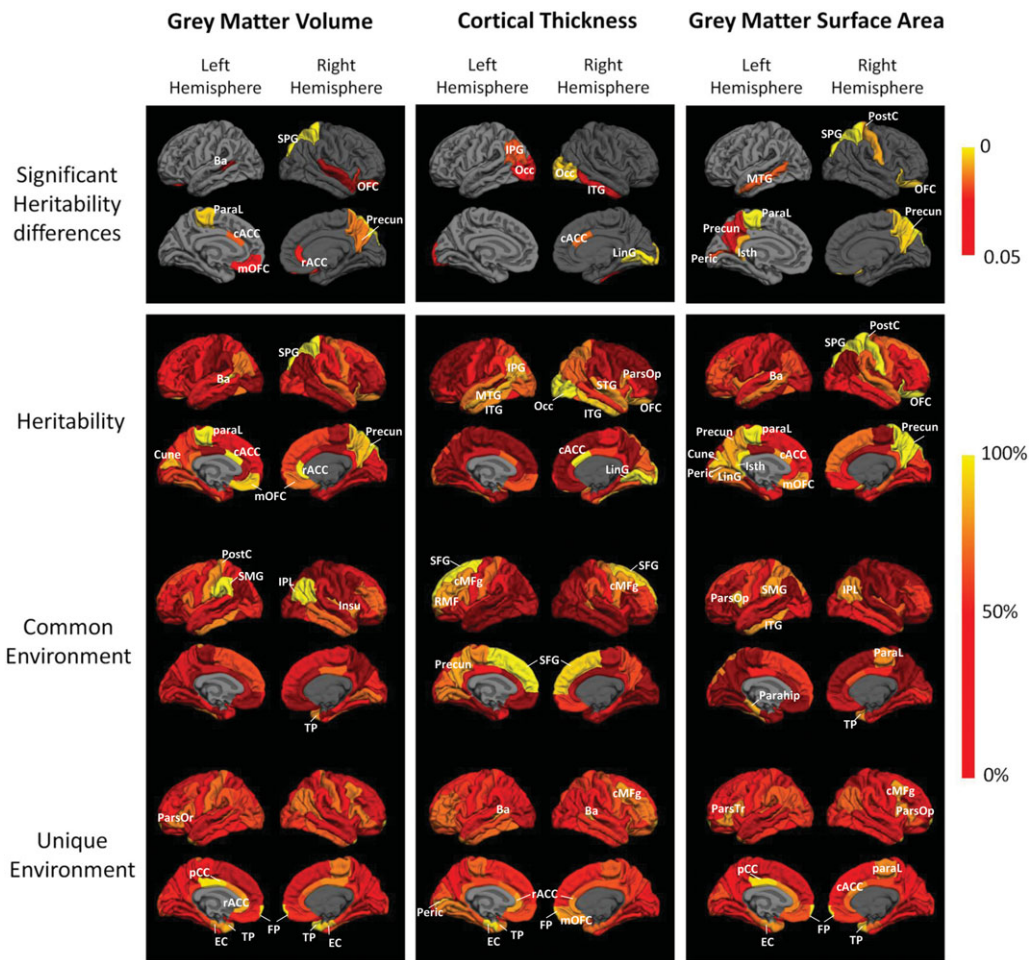 Grey Matter Volume
Cortical Thickness
Grey Matter Surface Area
Left Hemisphere
Right Hemisphere
Left Hemisphere
Right Hemisphere
Left Hemisphere
Right Hemisphere
Significant
Heritability
differences
SPG
Ba
OFC
ParaL
cACC
mOFC
rACC
Precun
IPG
Occ
Occ
ITG
cACC
LinG
PostC
SPG
MTG
OFC
Precun
ParaL
Peric
Isth
Precun
0
0.05
Heritability
SPG
Ba
paraL
Cune
cACC
mOFC
rACC
Precun
IPG
MTG
ITG
Occ
STG
ITG
ParsOp
OFC
cACC
LinG
PostC
SPG
Ba
OFC
Precun
paraL
Cune
Peric
LinG
Isth
cACC
mOFC
Precun
100%
50%
0%
Common
Environment
PostC
SMG
IPL
Insu
TP
SFG
cMFg
RMF
SFG
cMFg
Precun
SFG
ParsOp
SMG
ITG
IPL
Parahip
ParaL
TP
Unique
Environment
ParsOr
pCC
rACC
EC
TP
FP
TP
EC
Ba
Ba
cMFg
Peric
EC
TP
rACC
mOFC
ParsTr
cMFg
ParsOp
pCC
EC
FP
cACC
paraL
TP